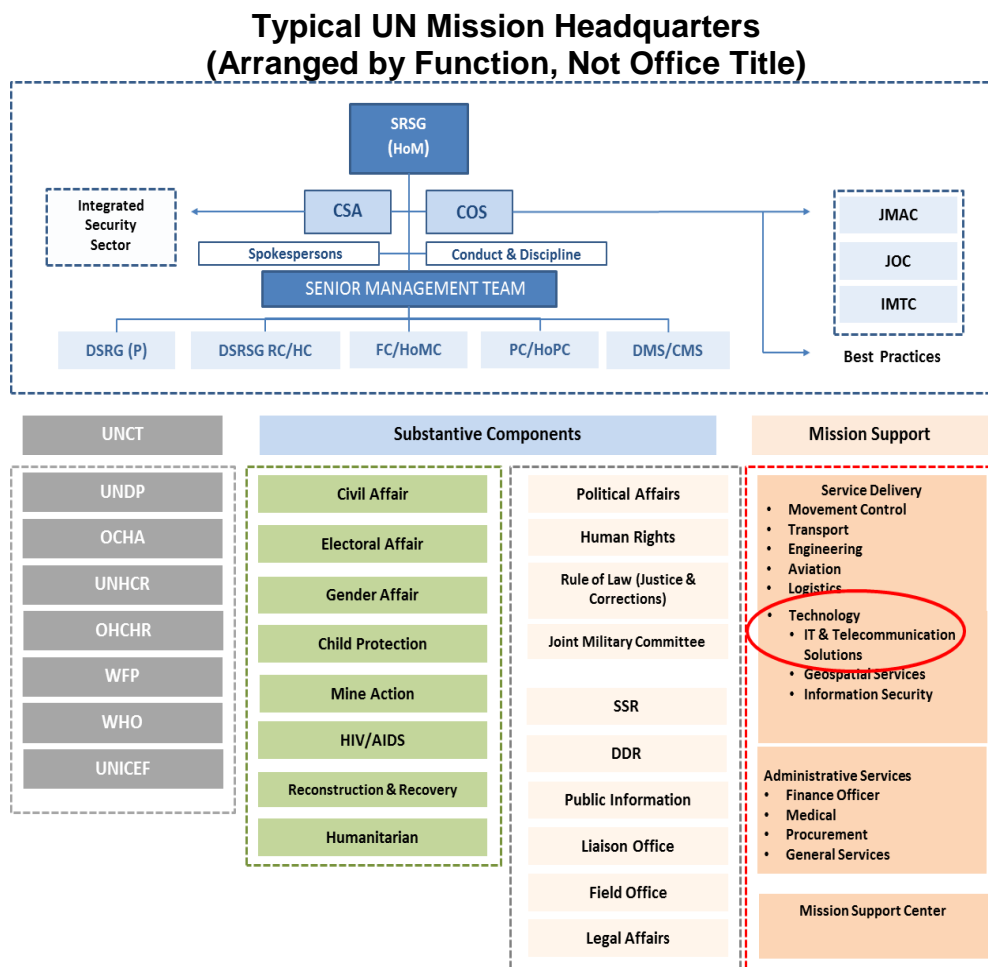 Typical UN Mission Headquarters
(Arranged by Function, Not Office Title)
SRSG
(HoM)
Integrated
Security
Sector
CSA
COS
JMAC
JOC
IMTC
Spokespersons
Conduct & Discipline
SENIOR MANAGEMENT TEAM
DSRG (P)
DSRSG RC/HC
FC/HoMC
PC/HoPC
DMS/CMS
Best Practices
UNCT
Substantive Components
Mission Support
UNDP
OCHA
UNHCR
OHCHR
WFP
WHO
UNICEF
Civil Affair
Electoral Affair
Gender Affair
Child Protection
Mine Action
HIV/AIDS
Reconstruction & Recovery
Humanitarian
Political Affairs
Human Rights
Rule of Law (Justice &
Corrections)
Joint Military Committee
SSR
DDR
Public Information
Liaison Office
Field Office
Legal Affairs
Service Delivery
• Movement Control
• Transport
• Engineering
• Aviation
• Logistics
• Technology
• IT & Telecommunication
Solutions
• Geospatial Services
• Information Security
Administrative Services
• Finance Officer
• Medical
• Procurement
• General Services
Mission Support Center